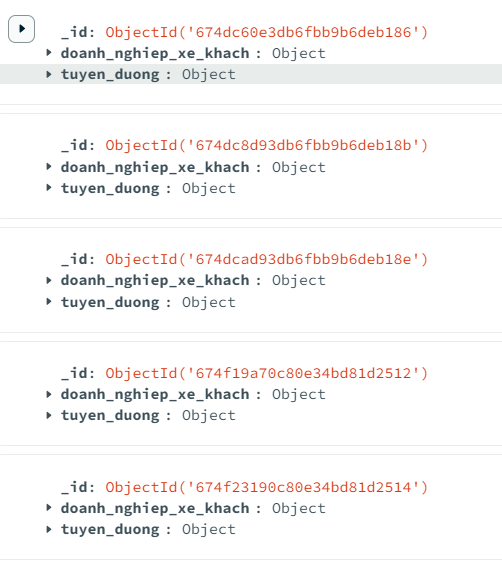 _id: ObjectId('674dc60e3db6fbb9b6deb186')
doanh_nghiep_xe_khach : Object
tuyen_duong : Object
_id: ObjectId('674dc8d93db6fbb9b6deb18b')
doanh_nghiep_xe_khach : Object
tuyen_duong : Object
_id: ObjectId('674dcad93db6fbb9b6deb18e')
doanh_nghiep_xe_khach : Object
tuyen_duong : Object
_id: ObjectId('674f19a70c80e34bd81d2512')
doanh_nghiep_xe_khach : Object
tuyen_duong : Object
_id: ObjectId('674f23190c80e34bd81d2514')
doanh_nghiep_xe_khach : Object
tuyen_duong : Object